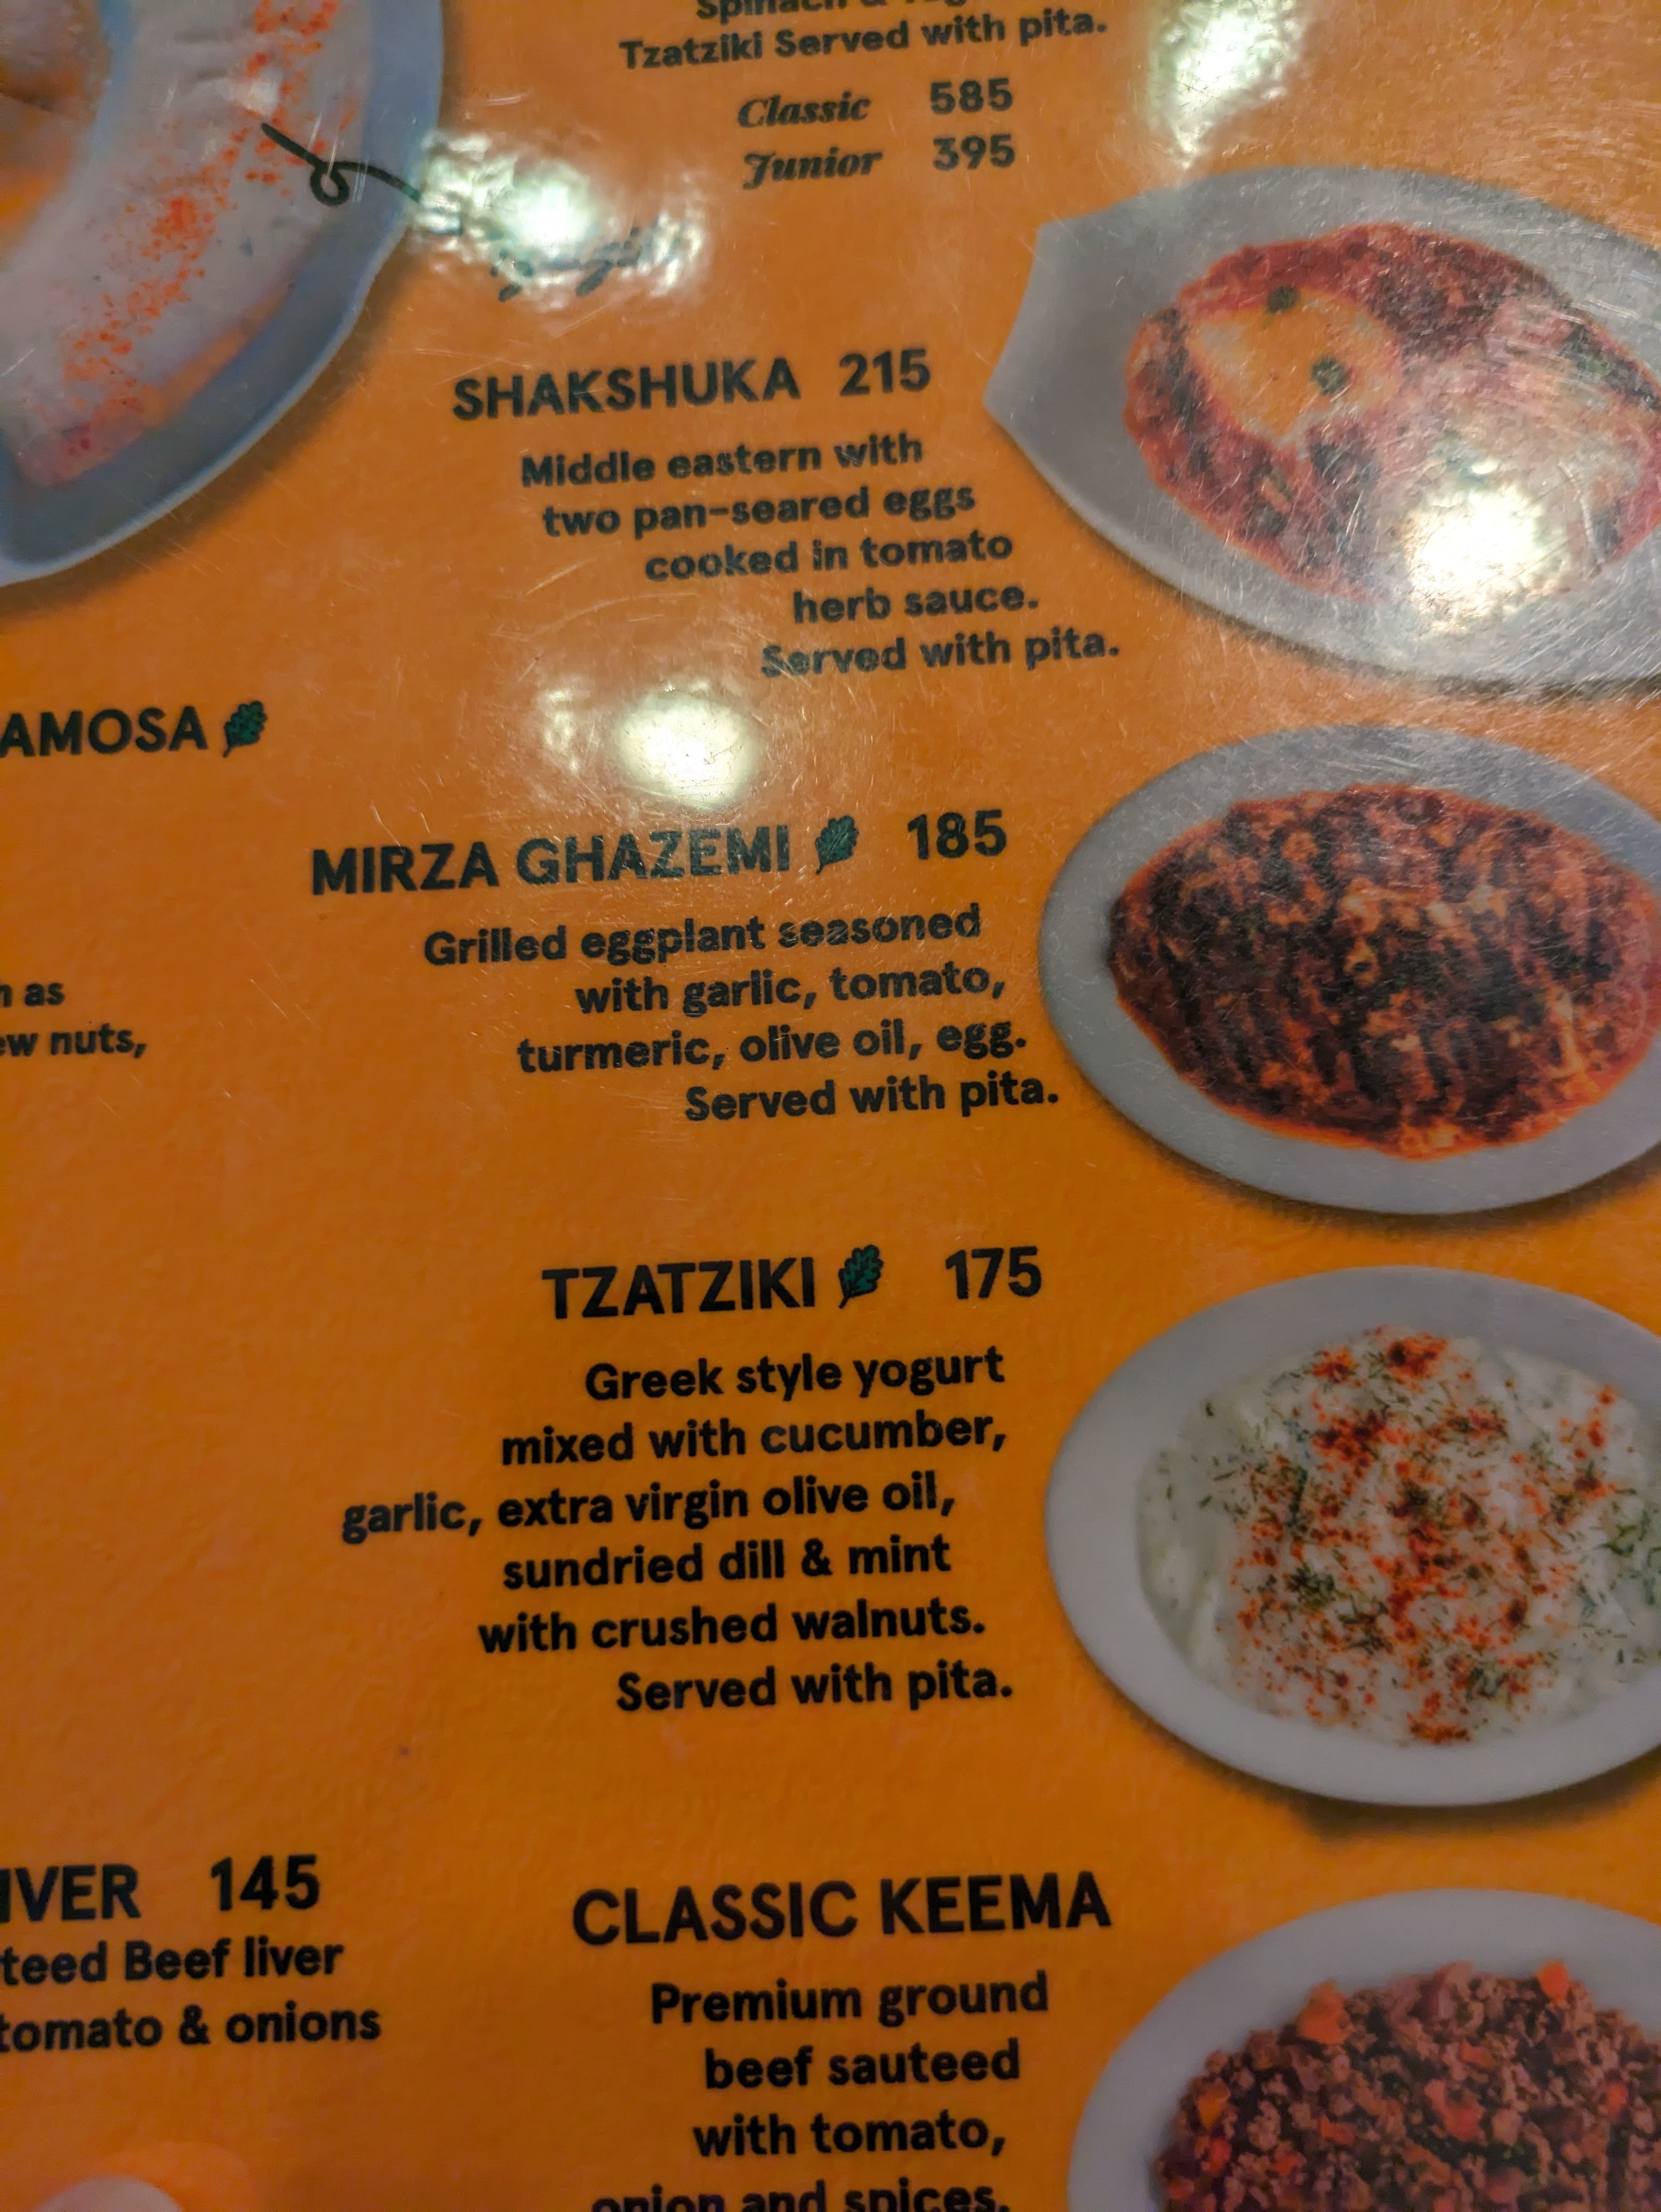 Tzatziki Served with pita.
Classic 585
Junior 395
SHAKSHUKA 215
Middle eastern with
two pan-seared eggs
cooked in tomato
herb sauce.
Served with pita.
AMOSA
MIRZA GHAZEMI 185
Grilled eggplant seasoned
with garlic, tomato,
turmeric, olive oil, egg.
Served with pita.
as
nuts,
TZATZIKI 175
Greek style yogurt
mixed with cucumber,
garlic, extra virgin olive oil,
sundried dill & mint
with crushed walnuts.
Served with pita.
IVER 145
teed Beef liver
tomato & onions
CLASSIC KEEMA
Premium ground
beef sauteed
with tomato,
onion and spices.